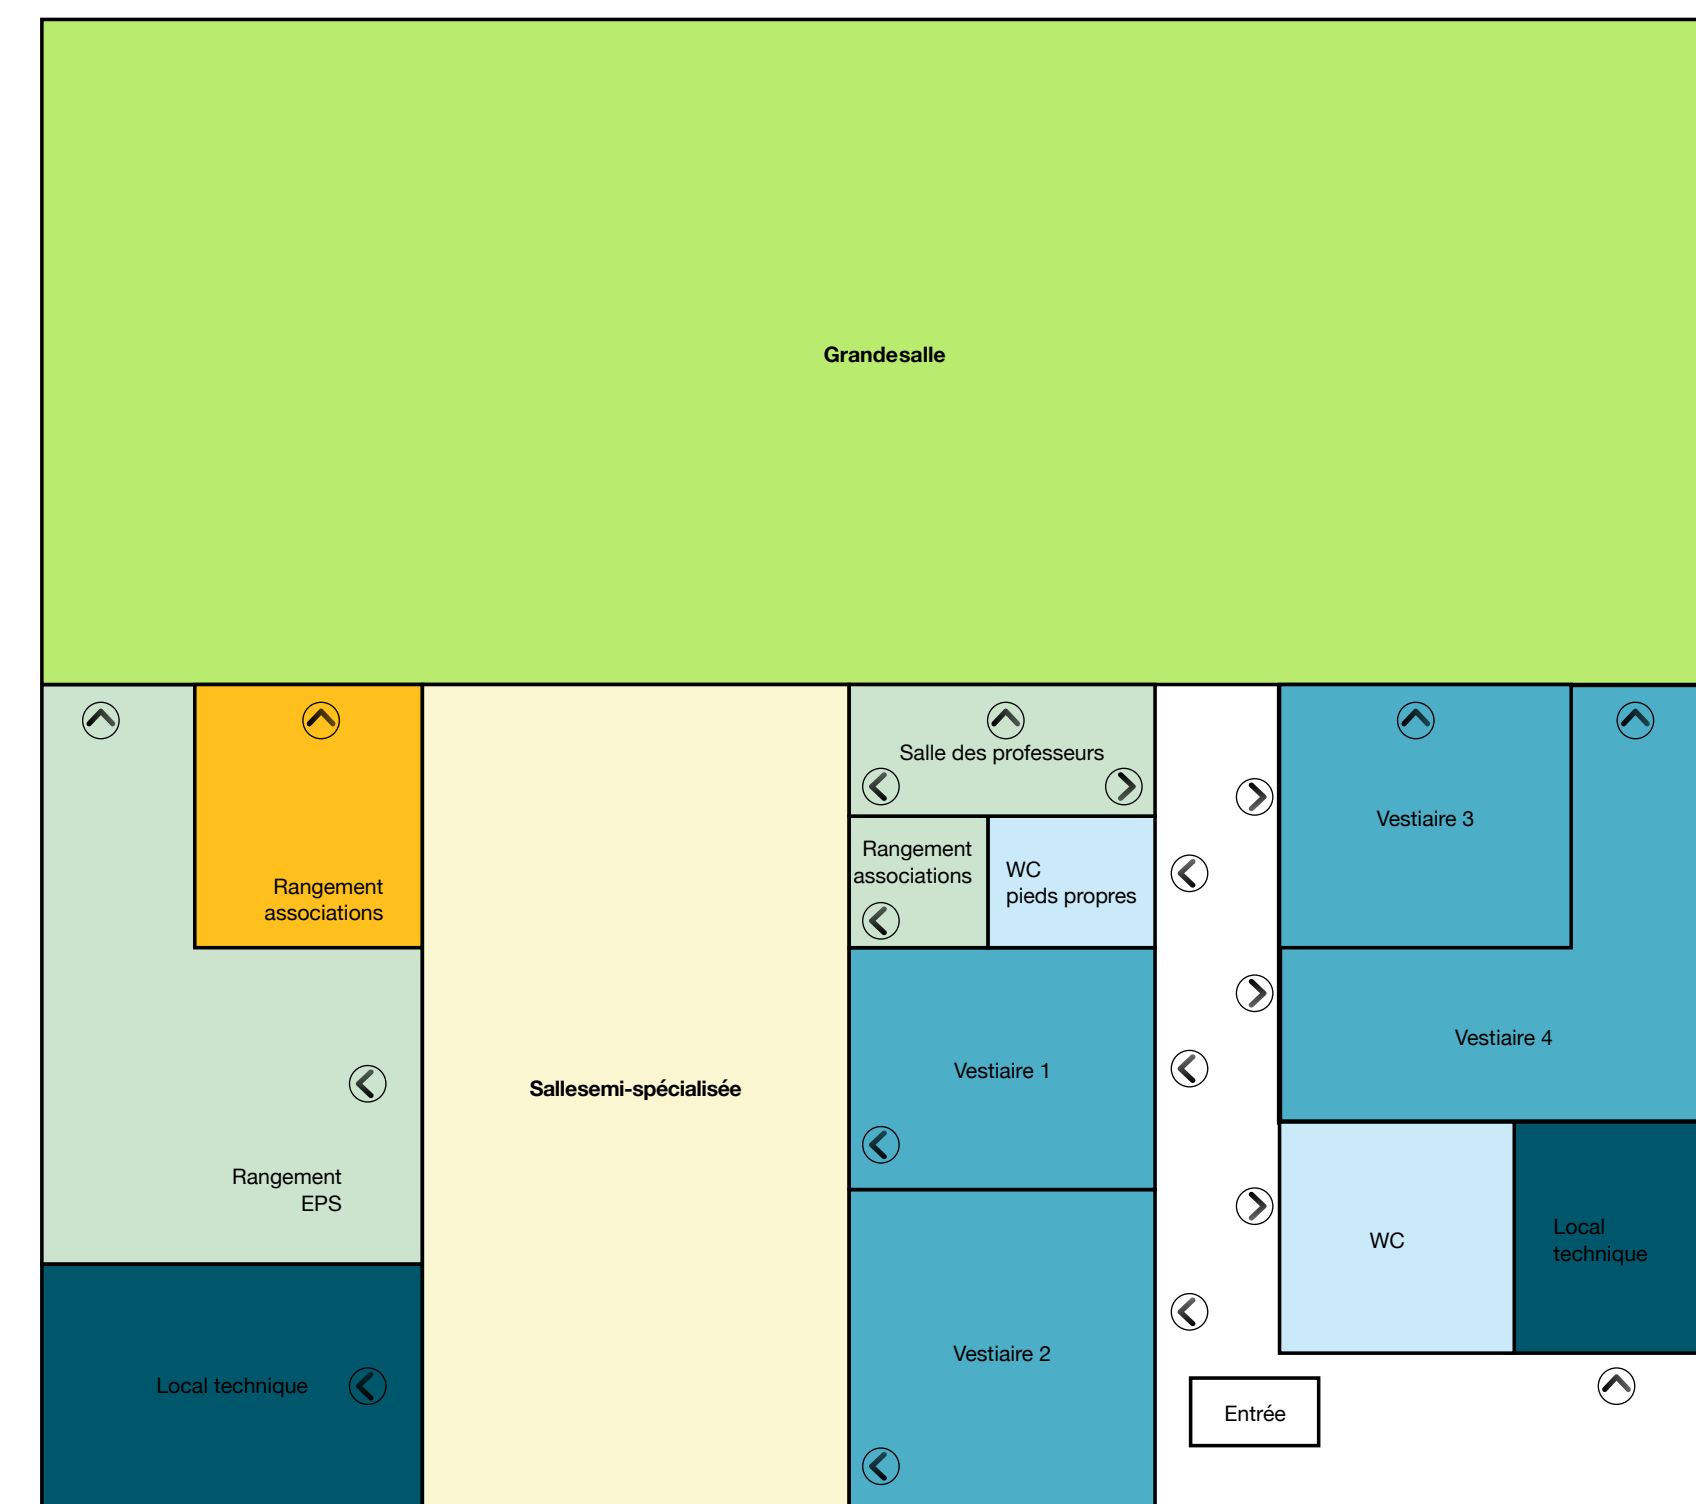 Grandesalle
Salle des professeurs
Vestiaire 3
Rangement
associations
Rangement
associations
WC
pieds propres
Vestiaire 4
Vestiaire 1
Sallesemi-spécialisée
Rangement
EPS
WC
Local
technique
Vestiaire 2
Local technique
Entrée